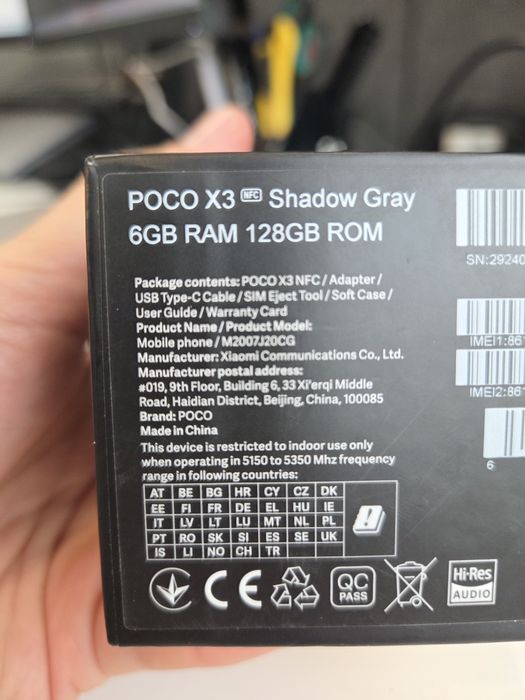 POCO X3 NFC Shadow Gray
6GB RAM 128GB ROM
SN:29240
Package contents: POCO X3 NFC / Adapter /
USB Type-C Cable / SIM Eject Tool / Soft Case /
User Guide / Warranty Card
Product Name / Product Model:
Mobile phone / M2007J20CG
Manufacturer: Xiaomi Communications Co., Ltd.
Manufacturer postal address:
#019, 9th Floor, Building 6, 33 Xi'erqi Middle
Road, Haidian District, Beijing, China, 100085
Brand: POCO
Made in China
IMEI1:861
IMEI2:861
6
This device is restricted to indoor use only
when operating in 5150 to 5350 Mhz frequency
range in following countries:
AT BE BG HR CY CZ DK
EE FI FR DE EL HU IE
IT LV LT LU MT NL PL
PT RO SK SI ES SE UK
IS LI NO CH TR
CE
QC
PASS
Hi-Res
AUDIO